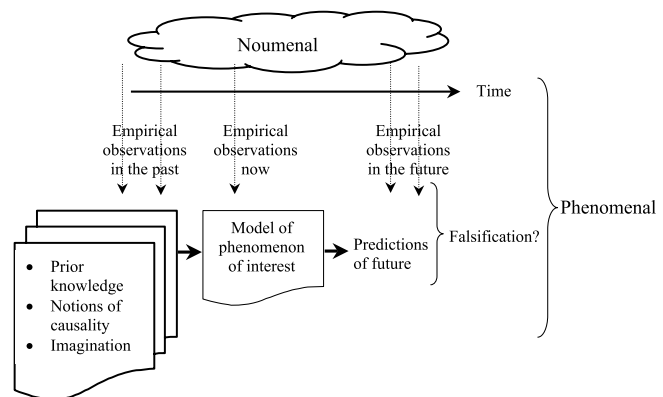 Noumenal
Time
Empirical
observations
in the past
Empirical
observations
now
Empirical
observations
in the future
Phenomenal
Model of
phenomenon
of interest
Predictions
of future
Falsification?
• Prior
knowledge
• Notions of
causality
• Imagination